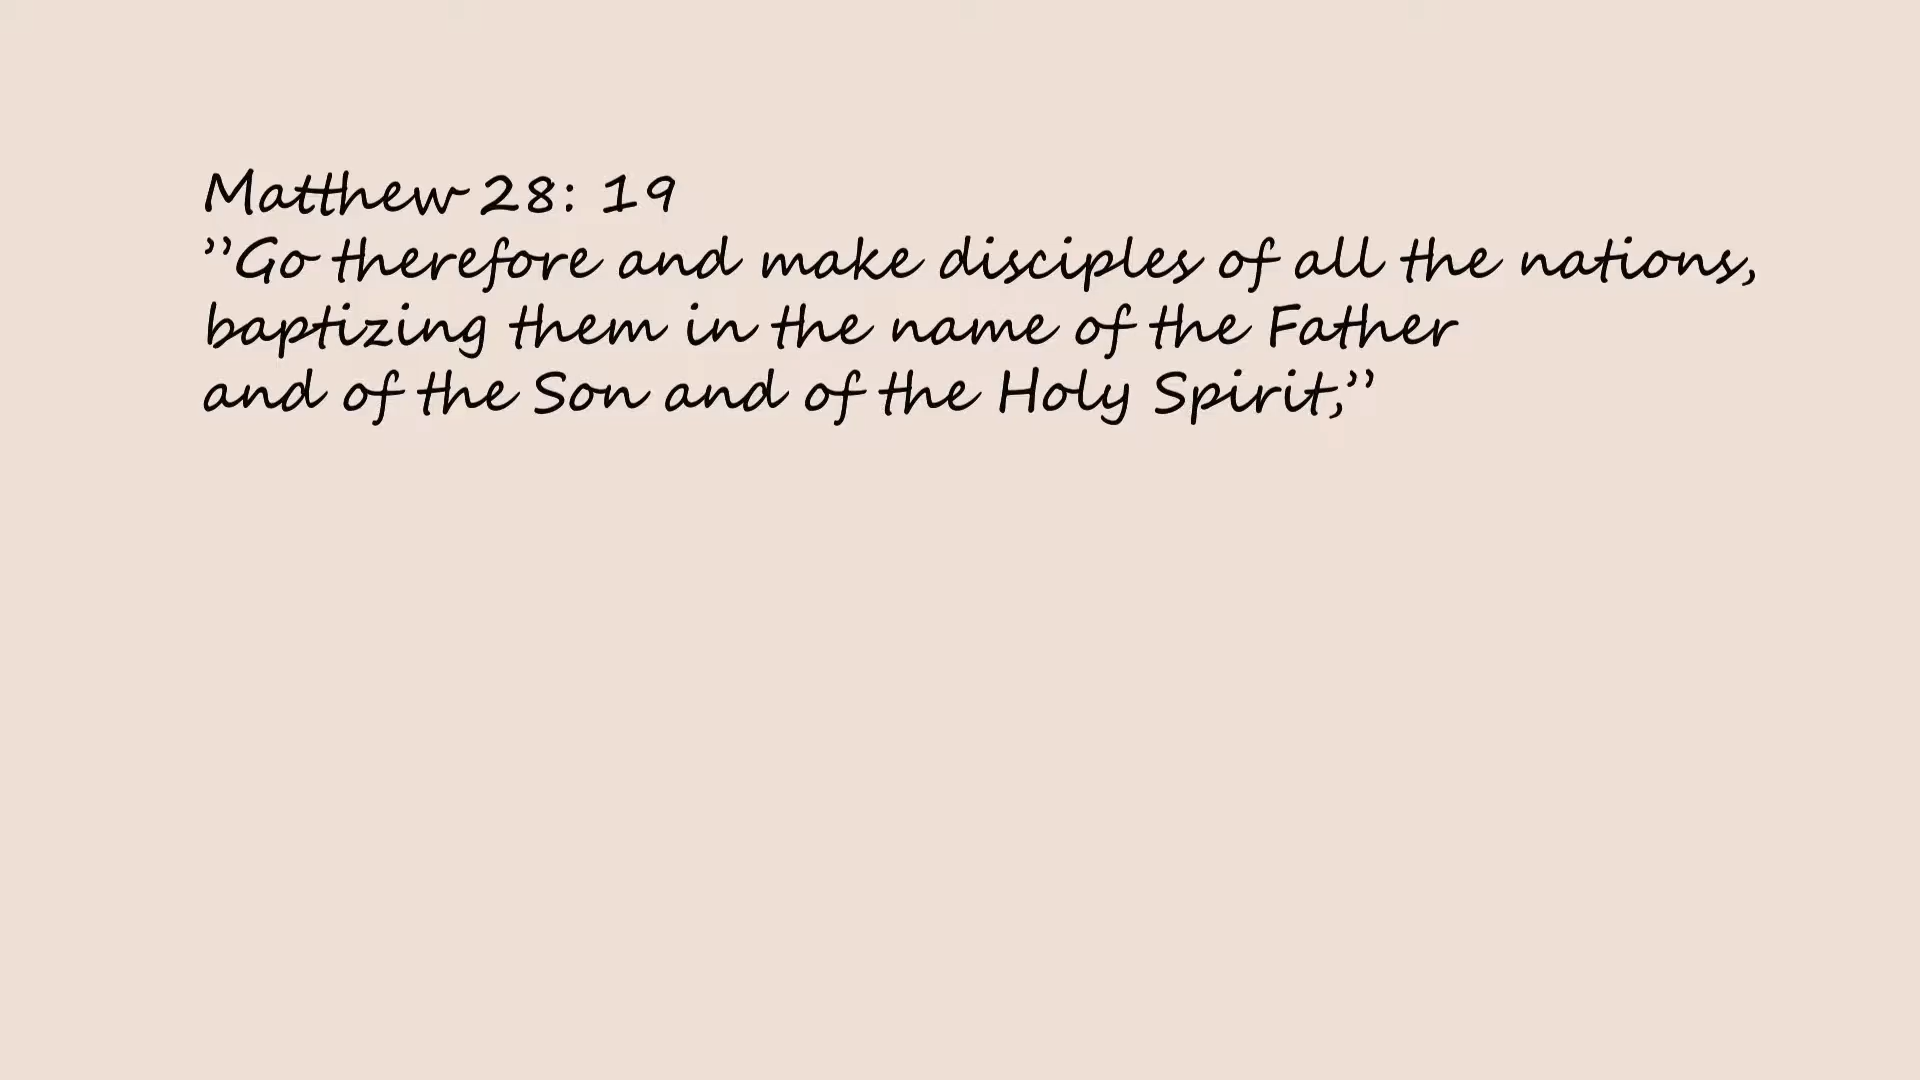 Matthew 28: 19
”Go therefore and make disciples of all the nations,
baptizing them in the name of the Father
and of the Son and of the Holy Spirit,”